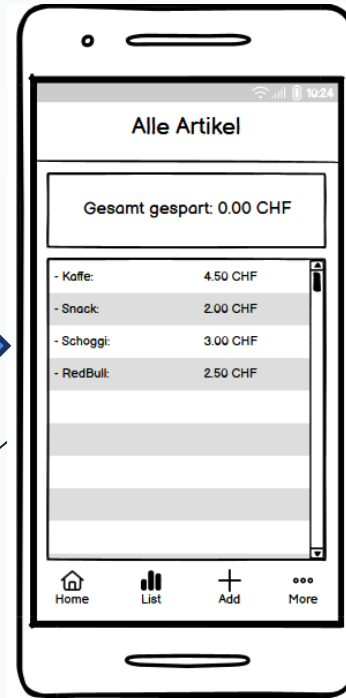 10:24
Alle Artikel
Gesamt gespart: 0.00 CHF
- Kaffe: 4.50 CHF
- Snack: 2.00 CHF
- Schoggi: 3.00 CHF
- RedBull: 2.50 CHF
Home List Add More